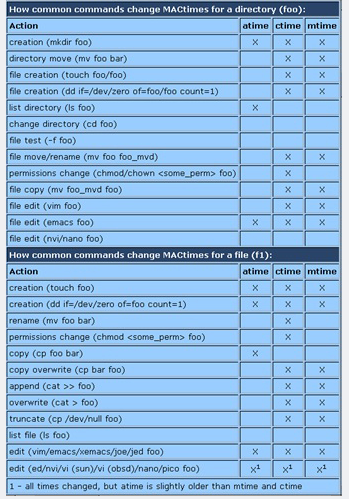 How common commands change MACtimes for a directory (foo):
Action atime ctime mtime
creation (mkdir foo) X X X
directory move (mv foo bar) X X
file creation (touch foo/foo) X X
file creation (dd if=/dev/zero of=foo/foo count=1) X X
list directory (ls foo) X
change directory (cd foo)
file test (-f foo)
file move/rename (mv foo foo_mvd) X X
permissions change (chmod/chown <some_perm> foo) X
file copy (mv foo_mvd foo) X X
file edit (vim foo) X X
file edit (emacs foo) X X X
file edit (nvi/nano foo)
How common commands change MACtimes for a file (f1):
Action atime ctime mtime
creation (touch foo) X X X
creation (dd if=/dev/zero of=foo count=1) X X X
rename (mv foo bar) X
permissions change (chmod <some_perm> foo) X
copy (cp foo bar) X
copy overwrite (cp bar foo) X X
append (cat >> foo) X X
overwrite (cat > foo) X X
truncate (cp /dev/null foo) X X
list file (ls foo)
edit (vim/emacs/xemacs/joe/jed foo) X X X
edit (ed/nvi/vi (sun)/vi (obsd)/nano/pico foo) X¹ X¹ X¹
1 - all times changed, but atime is slightly older than mtime and ctime